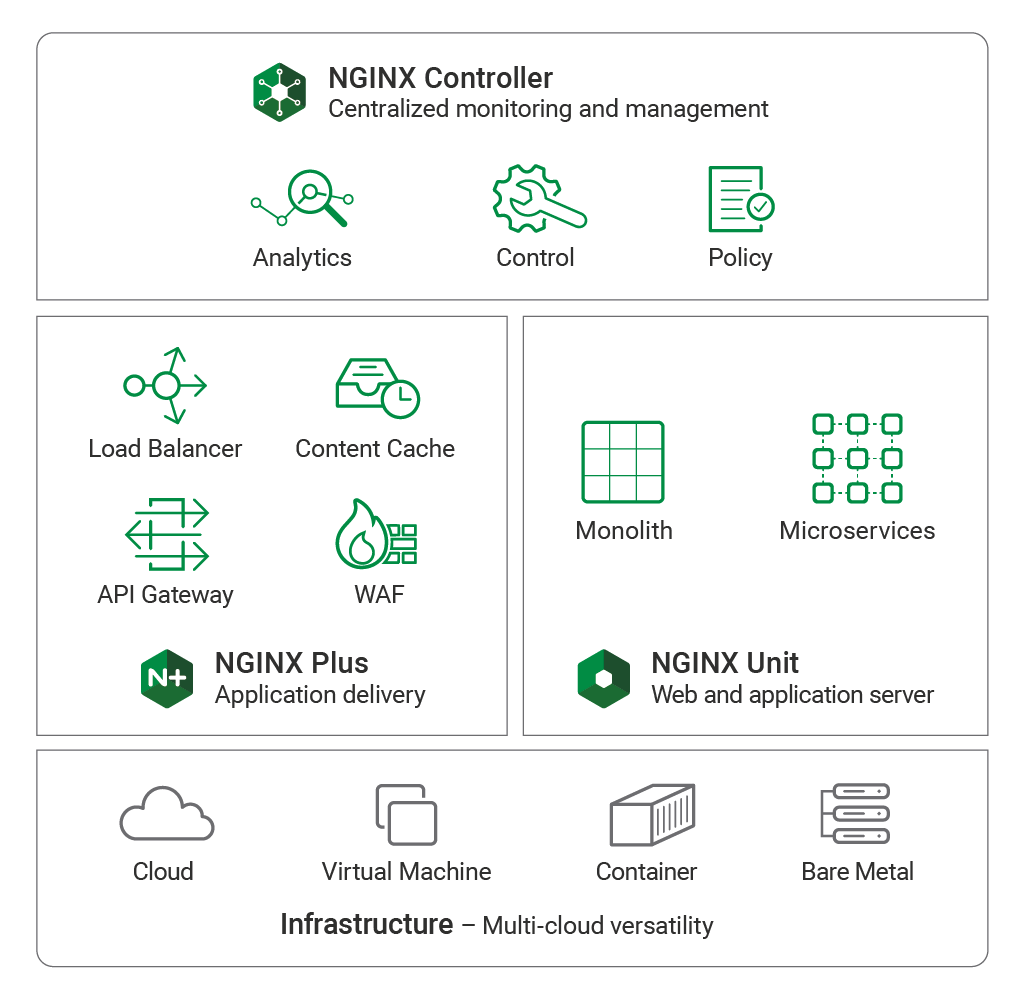 NGINX Controller
Centralized monitoring and management
Analytics
Control
Policy
Load Balancer
Content Cache
API Gateway
WAF
N+
NGINX Plus
Application delivery
Monolith
Microservices
NGINX Unit
Web and application server
Cloud
Virtual Machine
Container
Bare Metal
Infrastructure – Multi-cloud versatility